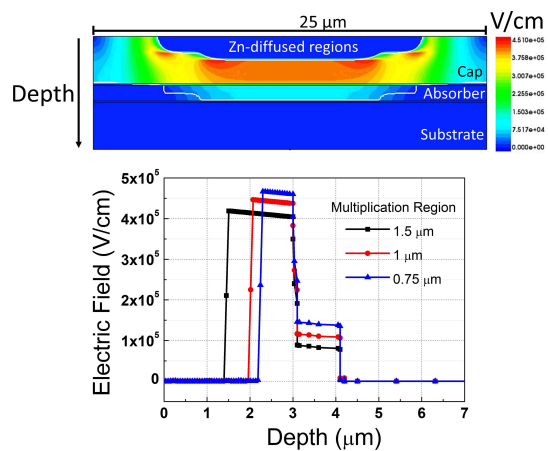 25 μm
V/cm
Zn-diffused regions
Cap
Depth
Absorber
Substrate
4.510e+05
3.758e+05
3.007e+05
2.255e+05
1.503e+05
7.517e+04
0.000e+00
Electric Field (V/cm)
5x10⁵
4x10⁵
3x10⁵
2x10⁵
1x10⁵
0
Multiplication Region
1.5 μm
1 μm
0.75 μm
0 1 2 3 4 5 6 7
Depth (μm)